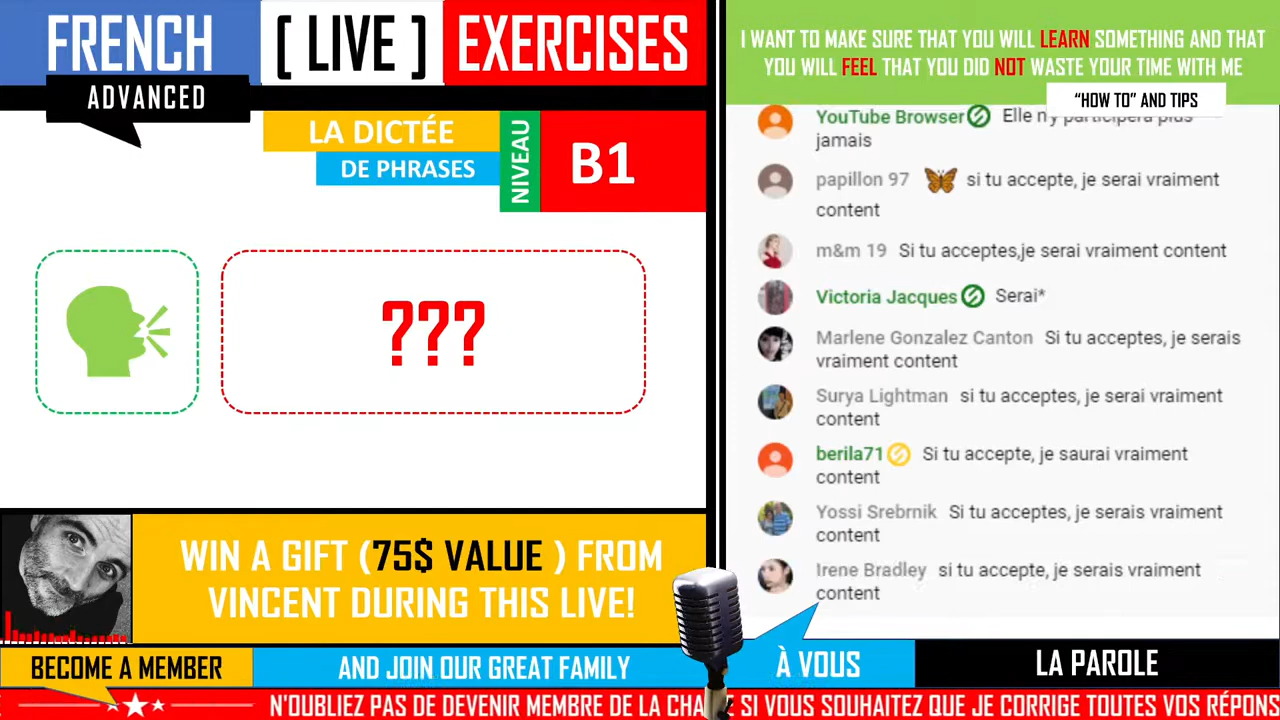 FRENCH [ LIVE ] EXERCISES
ADVANCED
LA DICTÉE
DE PHRASES
NIVEAU
B1
???
WIN A GIFT (75$ VALUE ) FROM
VINCENT DURING THIS LIVE!
BECOME A MEMBER
AND JOIN OUR GREAT FAMILY
I WANT TO MAKE SURE THAT YOU WILL LEARN SOMETHING AND THAT
YOU WILL FEEL THAT YOU DID NOT WASTE YOUR TIME WITH ME
“HOW TO” AND TIPS
YouTube Browser Elle n'y participera plus
jamais
papillon 97 si tu accepte, je serai vraiment
content
m&m 19 Si tu acceptes,je serai vraiment content
Victoria Jacques Serai*
Marlene Gonzalez Canton Si tu acceptes, je serais
vraiment content
Surya Lightman si tu acceptes, je serai vraiment
content
berila71 Si tu accepte, je saurai vraiment
content
Yossi Srebrnik Si tu acceptes, je serais vraiment
content
Irene Bradley si tu accepte, je serais vraiment
content
À VOUS
LA PAROLE
N'OUBLIEZ PAS DE DEVENIR MEMBRE DE LA CHA E SI VOUS SOUHAITEZ QUE JE CORRIGE TOUTES VOS RÉPONS